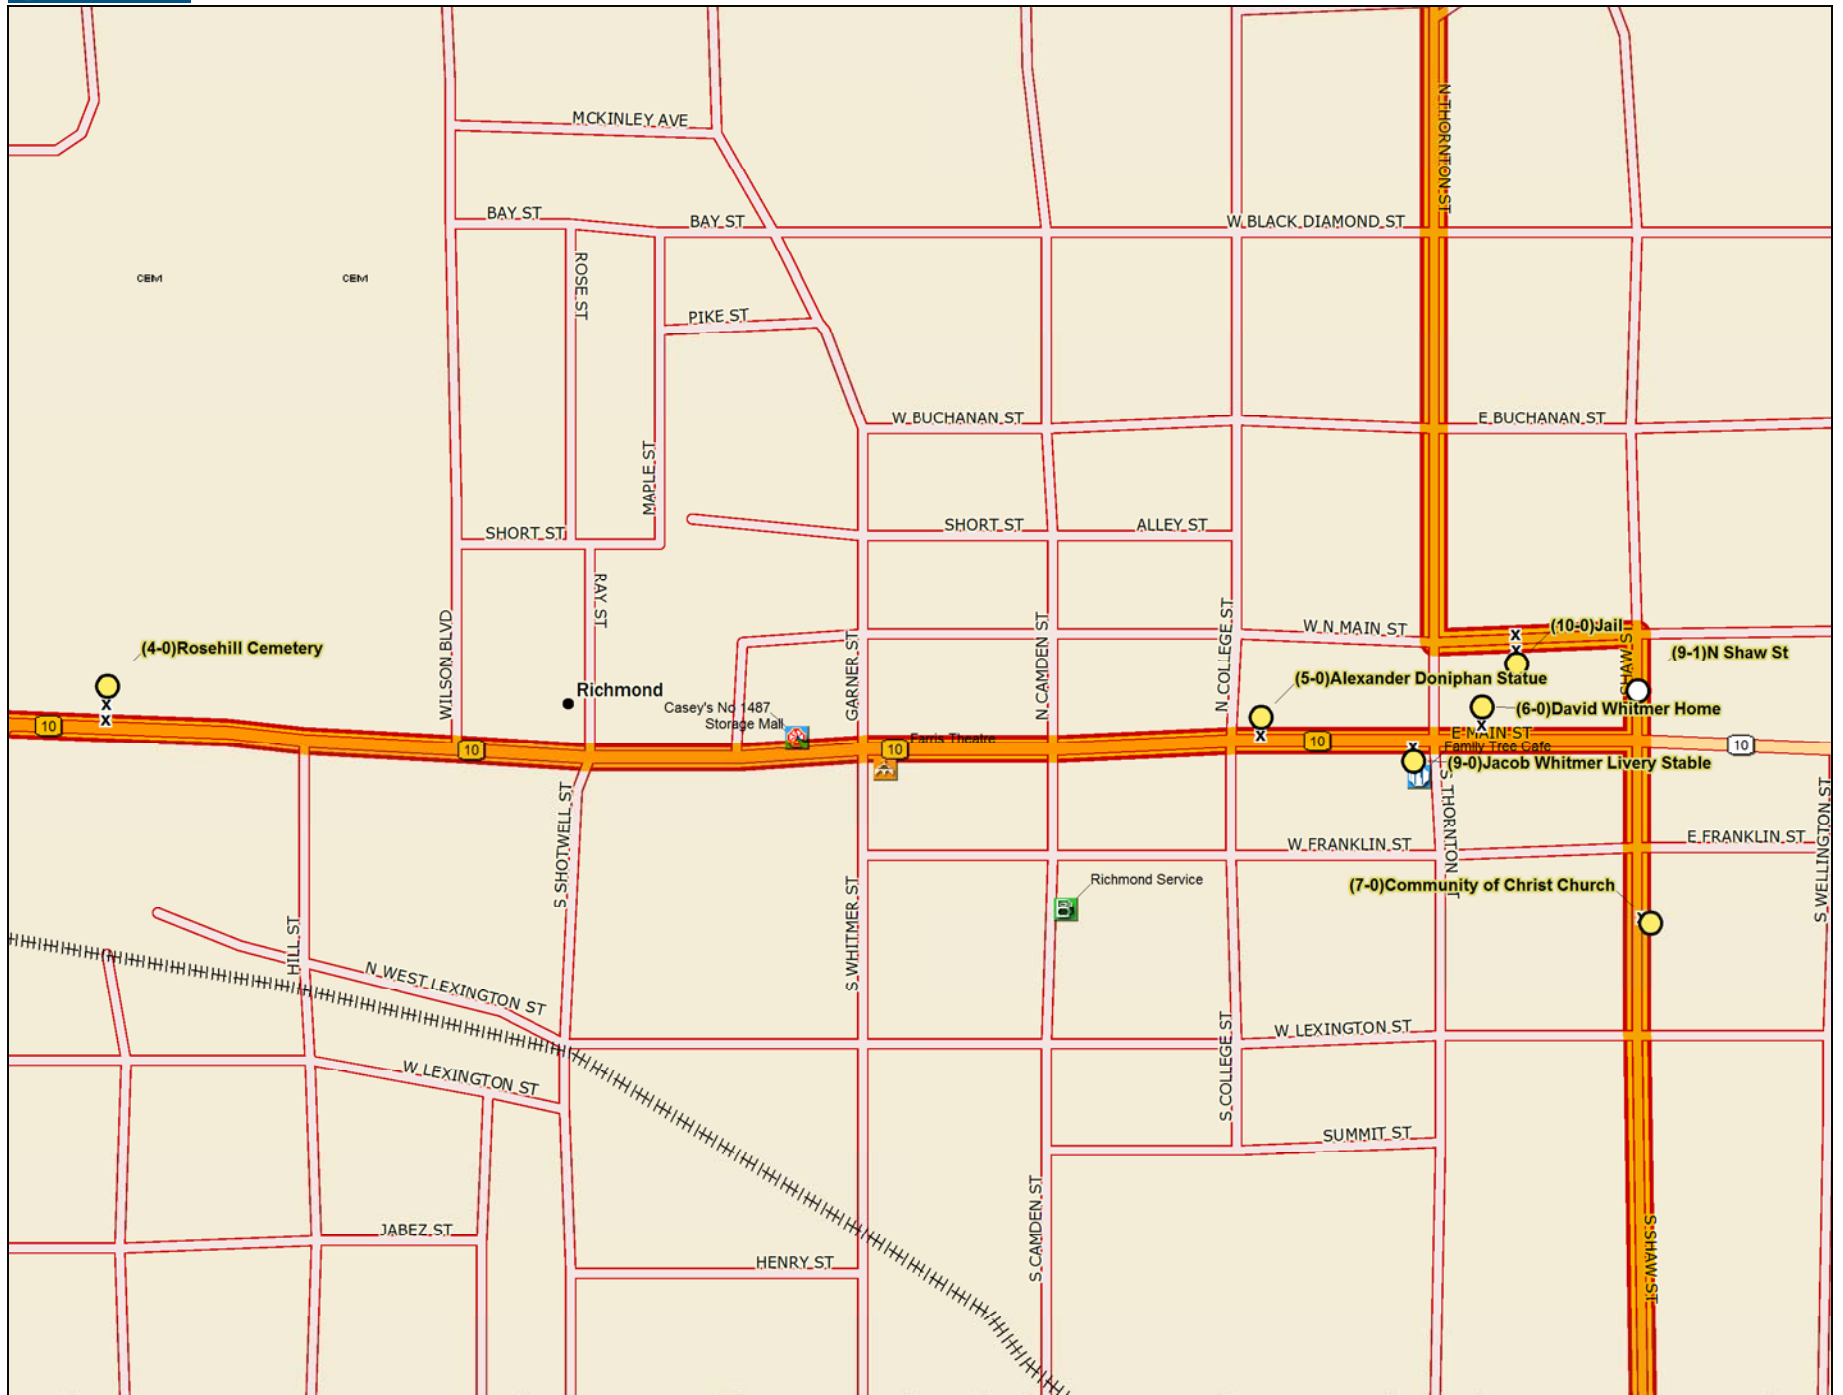 MCKINLEY AVE
N THORNTON ST
BAY ST
BAY ST
W BLACK DIAMOND ST
ROSE ST
CEM
CEM
PIKE ST
W BUCHANAN ST
E BUCHANAN ST
MAPLE ST
SHORT ST
SHORT ST
ALLEY ST
RAY ST
WILSON BLVD
GARNER ST
N CAMDEN ST
N COLLEGE ST
W N MAIN ST
(10-0)Jail
SHAW ST
(9-1)N Shaw St
(4-0)Rosehill Cemetery
x
x
x
x
(5-0)Alexander Doniphan Statue
Richmond
Casey's No 1487
Storage Mall
(6-0)David Whitmer Home
10
10
10
Farris Theatre
x
10
x
x
E MAIN ST
10
Family Tree Cafe
(9-0)Jacob Whitmer Livery Stable
S SHOTWELL ST
S THORNTON ST
S WELLINGTON ST
W FRANKLIN ST
E FRANKLIN ST
S WHITMER ST
Richmond Service
(7-0)Community of Christ Church
HILL ST
N WEST LEXINGTON ST
W LEXINGTON ST
S COLLEGE ST
W LEXINGTON ST
SUMMIT ST
S CAMDEN ST
JABEZ ST
HENRY ST
S SHAW ST